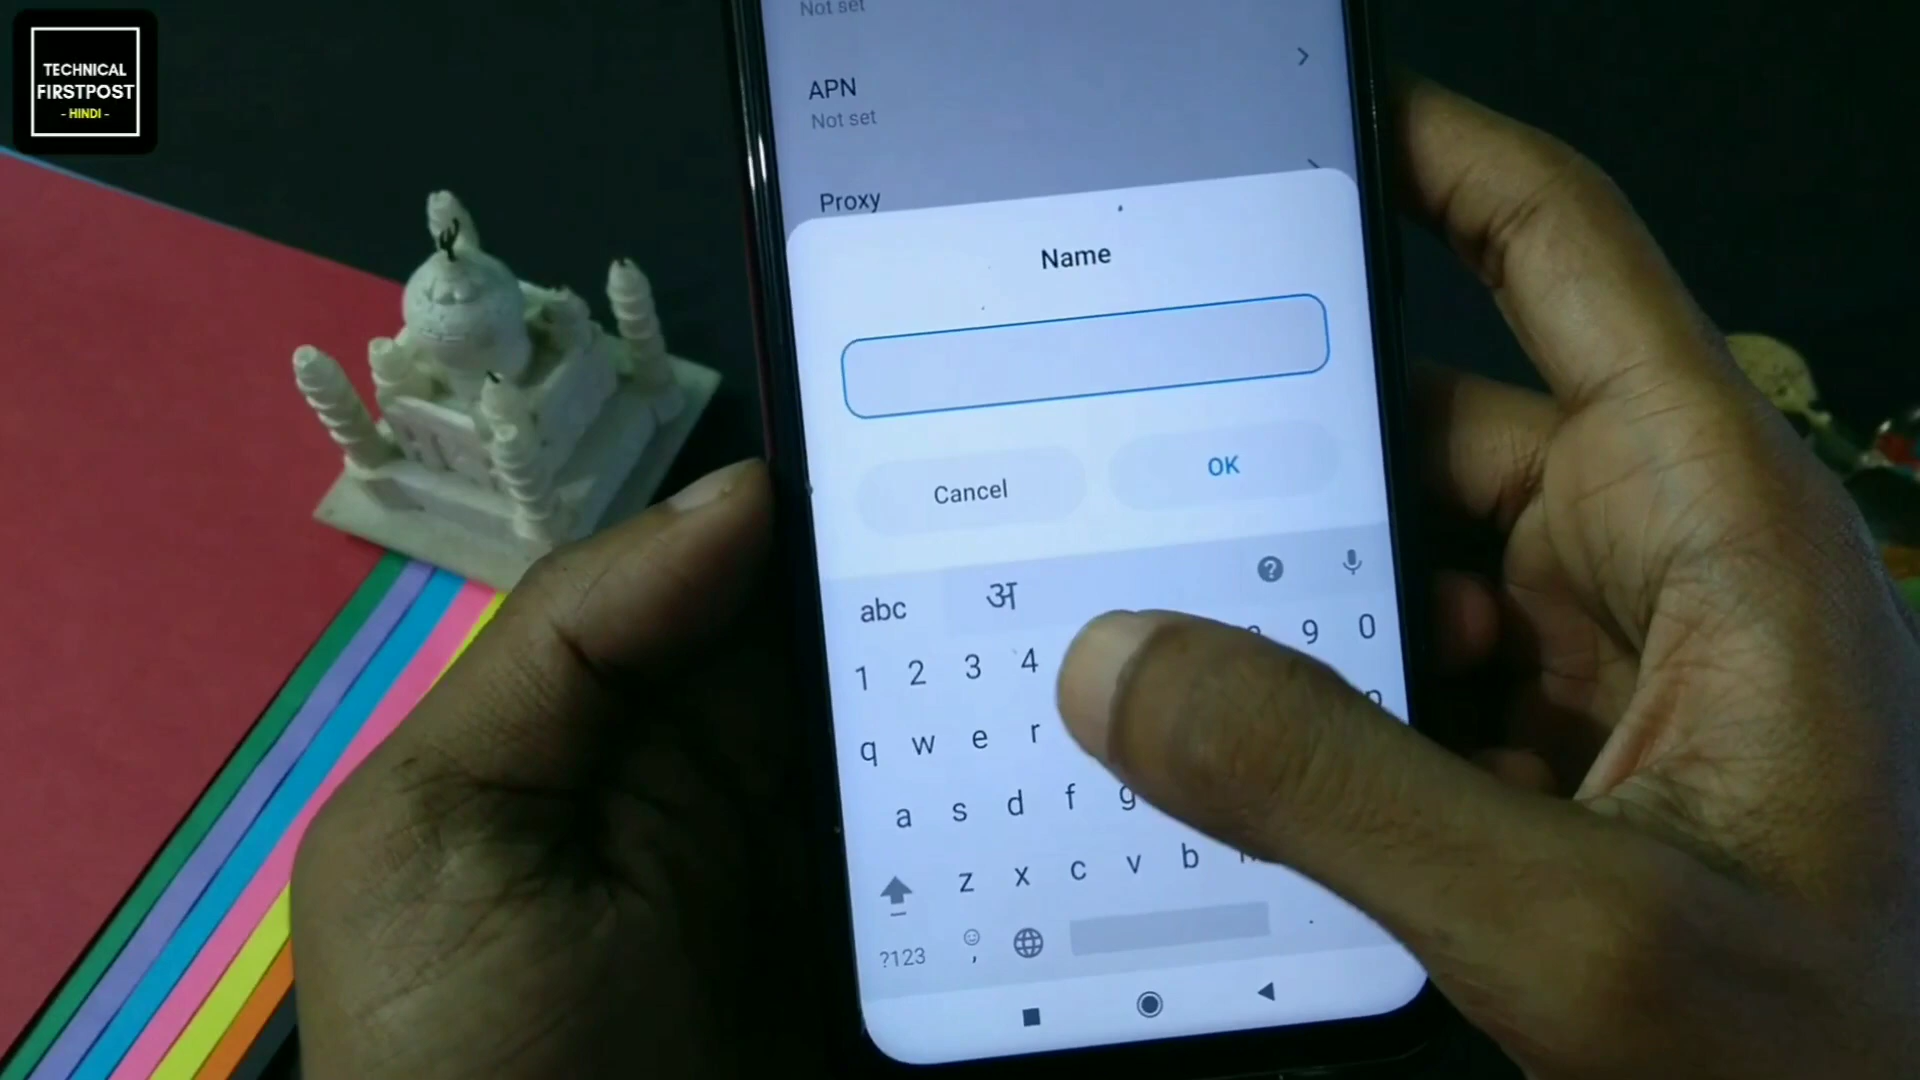 TECHNICAL
FIRSTPOST
- HINDI -
Not set
APN
Not set
Proxy
Name
Cancel
OK
abc
अ
1 2 3 4 9 0
q w e r p
a s d f g
z x c v b
?123 , .